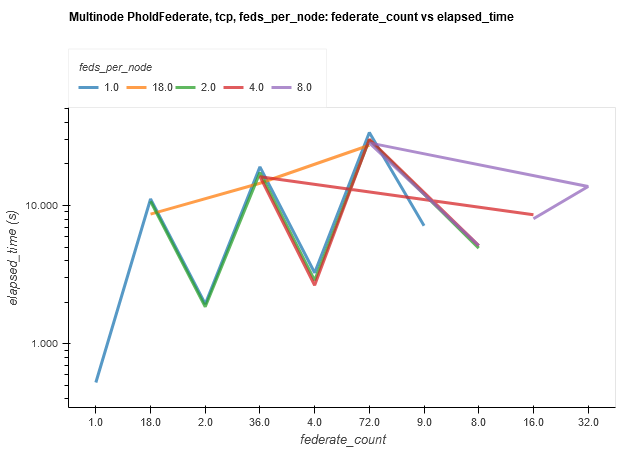 Multinode PholdFederate, tcp, feds_per_node: federate_count vs elapsed_time
feds_per_node
1.0 18.0 2.0 4.0 8.0
elapsed_time (s)
10.000
1.000
1.0 18.0 2.0 36.0 4.0 72.0 9.0 8.0 16.0 32.0
federate_count